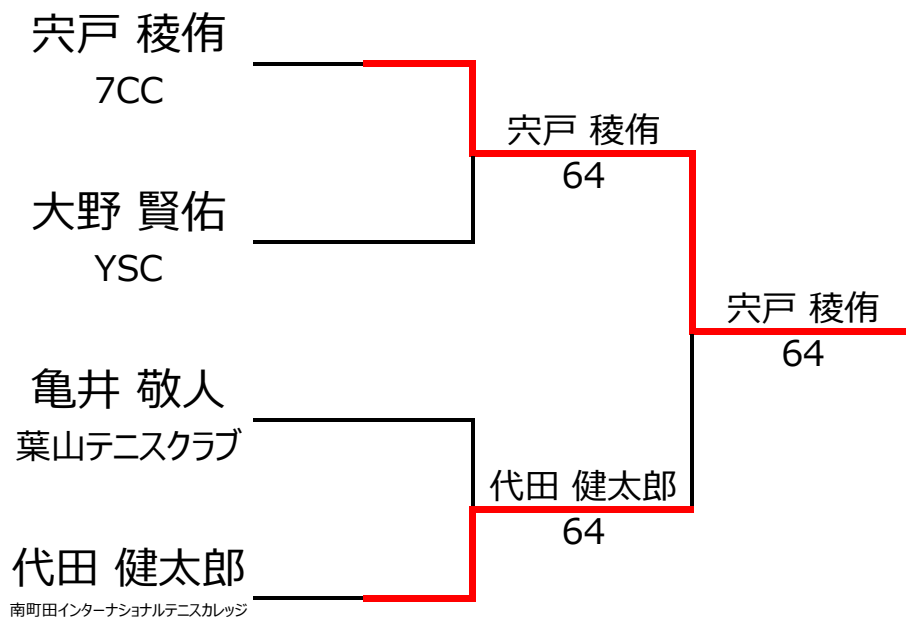 宍戸 稜侑
7CC
宍戸 稜侑
64
大野 賢佑
YSC
宍戸 稜侑
64
亀井 敬人
葉山テニスクラブ
代田 健太郎
64
代田 健太郎
南町田インターナショナルテニスカレッジ